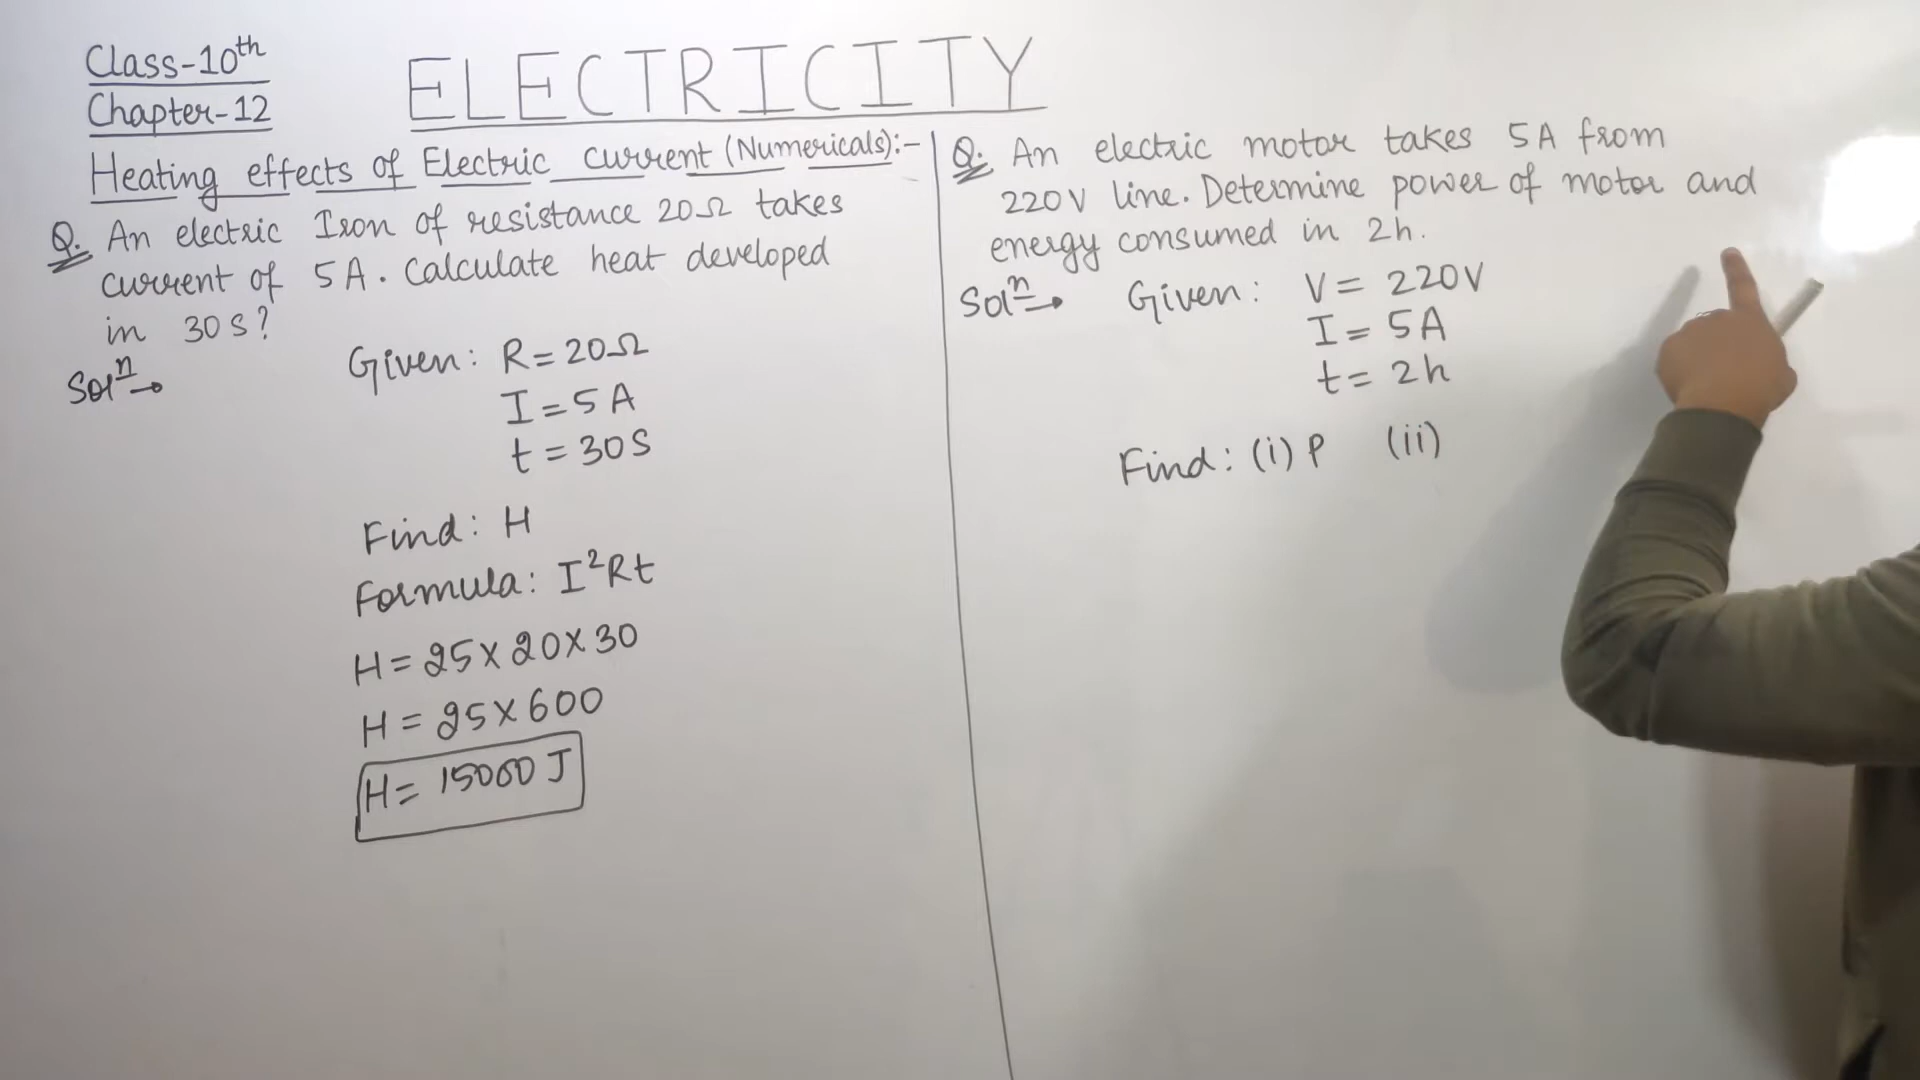 Class-10th
Chapter-12
ELECTRICITY
Heating effects of Electric current (Numericals):-
Q. An electric Iron of resistance 20Ω takes
current of 5A. Calculate heat developed
in 30s?
Solⁿ→
Given: R=20Ω
I=5A
t=30S
Find: H
Formula: I²Rt
H=25×20×30
H=25×600
H=15000J
Q. An electric motor takes 5A from
220V line. Determine power of motor and
energy consumed in 2h.
Solⁿ→ Given: V=220V
I=5A
t=2h
Find: (i) P (ii)